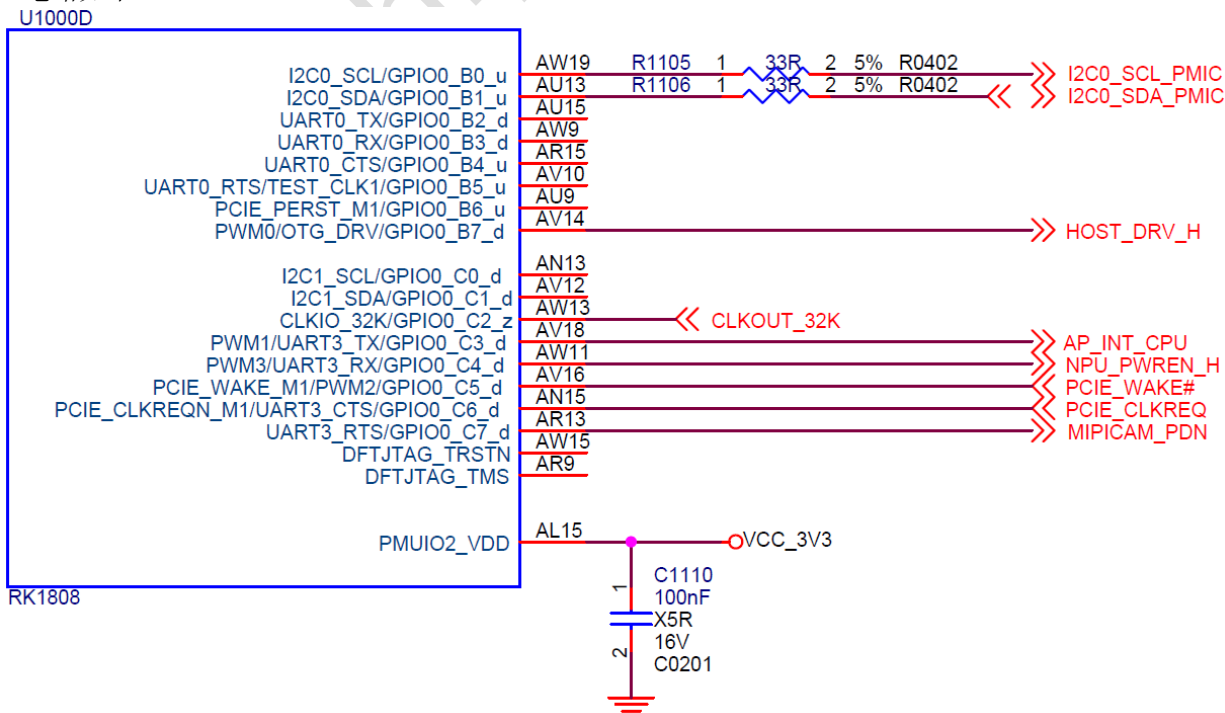 U1000D
I2C0_SCL/GPIO0_B0_u AW19 R1105 1 33R 2 5% R0402 I2C0_SCL_PMIC
I2C0_SDA/GPIO0_B1_u AU13 R1106 1 33R 2 5% R0402 I2C0_SDA_PMIC
UART0_TX/GPIO0_B2_d AU15
UART0_RX/GPIO0_B3_d AW9
UART0_CTS/GPIO0_B4_u AR15
UART0_RTS/TEST_CLK1/GPIO0_B5_u AV10
PCIE_PERST_M1/GPIO0_B6_u AU9
PWM0/OTG_DRV/GPIO0_B7_d AV14 HOST_DRV_H
I2C1_SCL/GPIO0_C0_d AN13
I2C1_SDA/GPIO0_C1_d AV12
CLKIO_32K/GPIO0_C2_z AW13 CLKOUT_32K
PWM1/UART3_TX/GPIO0_C3_d AV18 AP_INT_CPU
PWM3/UART3_RX/GPIO0_C4_d AW11 NPU_PWREN_H
PCIE_WAKE_M1/PWM2/GPIO0_C5_d AV16 PCIE_WAKE#
PCIE_CLKREQN_M1/UART3_CTS/GPIO0_C6_d AN15 PCIE_CLKREQ
UART3_RTS/GPIO0_C7_d AR13 MIPICAM_PDN
DFTJTAG_TRSTN AW15
DFTJTAG_TMS AR9
PMUIO2_VDD AL15 VCC_3V3
RK1808
1
C1110
100nF
X5R
16V
2
C0201